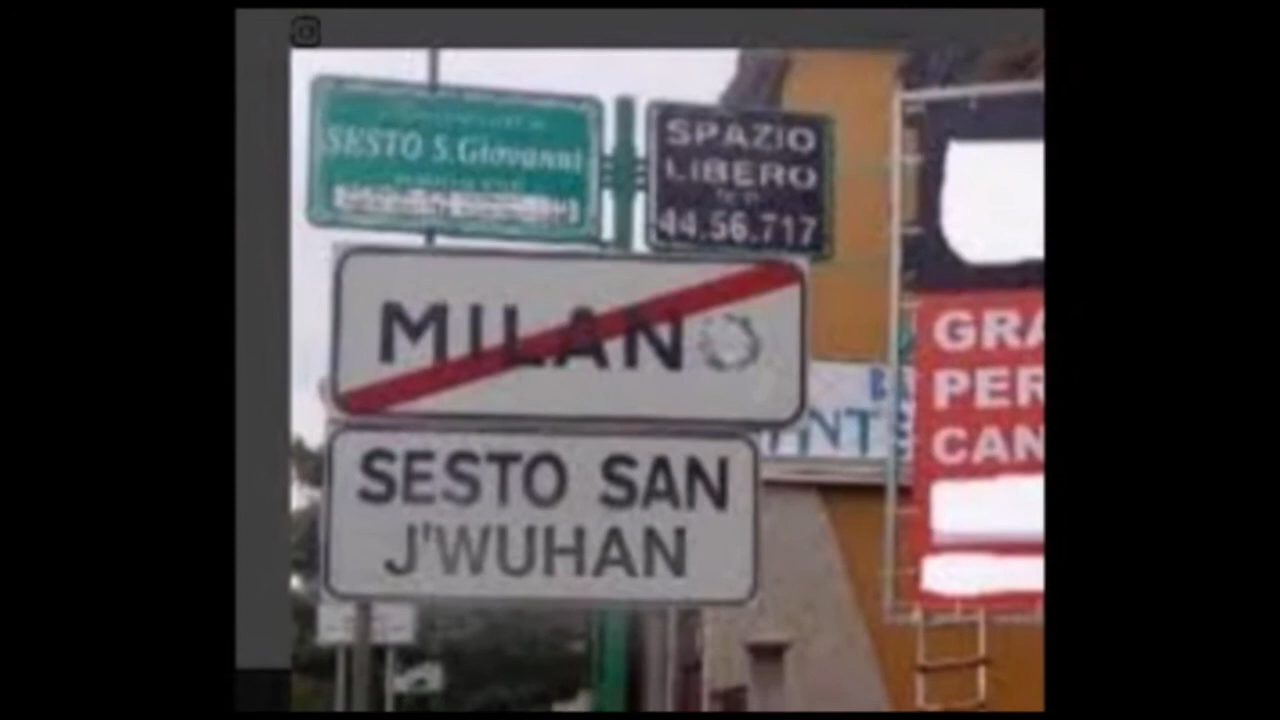 SESTO S.Giovanni
SPAZIO
LIBERO
44.56.717
MILANO
SESTO SAN
J'WUHAN
GRA
PER
CAN